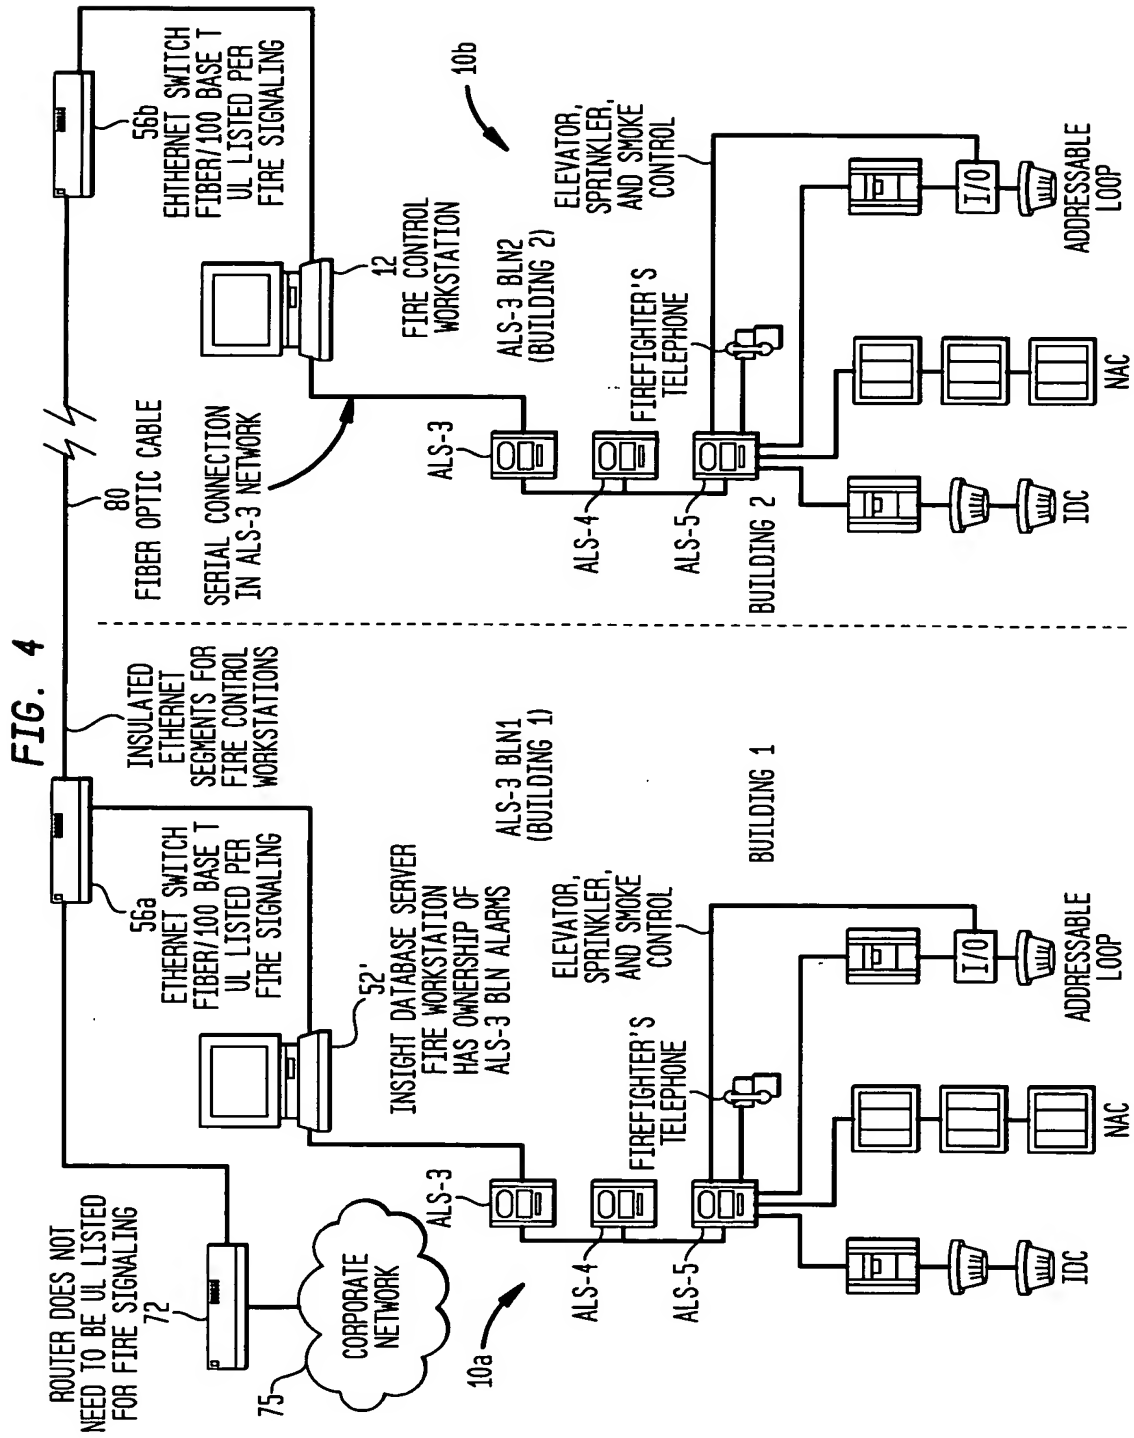 FIG. 4
ROUTER DOES NOT
NEED TO BE UL LISTED
FOR FIRE SIGNALING
72
75
CORPORATE
NETWORK
56a
ETHERNET SWITCH
FIBER/100 BASE T
UL LISTED PER
FIRE SIGNALING
INSULATED
ETHERNET
SEGMENTS FOR
FIRE CONTROL
WORKSTATIONS
52'
INSIGHT DATABASE SERVER
FIRE WORKSTATION
HAS OWNERSHIP OF
ALS-3 BLN ALARMS
10a
ALS-3
ALS-4
ALS-5
ALS-3 BLN1
(BUILDING 1)
FIREFIGHTER'S
TELEPHONE
ELEVATOR,
SPRINKLER,
AND SMOKE
CONTROL
BUILDING 1
I/O
IDC
NAC
ADDRESSABLE
LOOP
80
FIBER OPTIC CABLE
56b
EHTHERNET SWITCH
FIBER/100 BASE T
UL LISTED PER
FIRE SIGNALING
SERIAL CONNECTION
IN ALS-3 NETWORK
12
FIRE CONTROL
WORKSTATION
10b
ALS-3
ALS-4
ALS-5
ALS-3 BLN2
(BUILDING 2)
FIREFIGHTER'S
TELEPHONE
ELEVATOR,
SPRINKLER,
AND SMOKE
CONTROL
BUILDING 2
I/O
IDC
NAC
ADDRESSABLE
LOOP